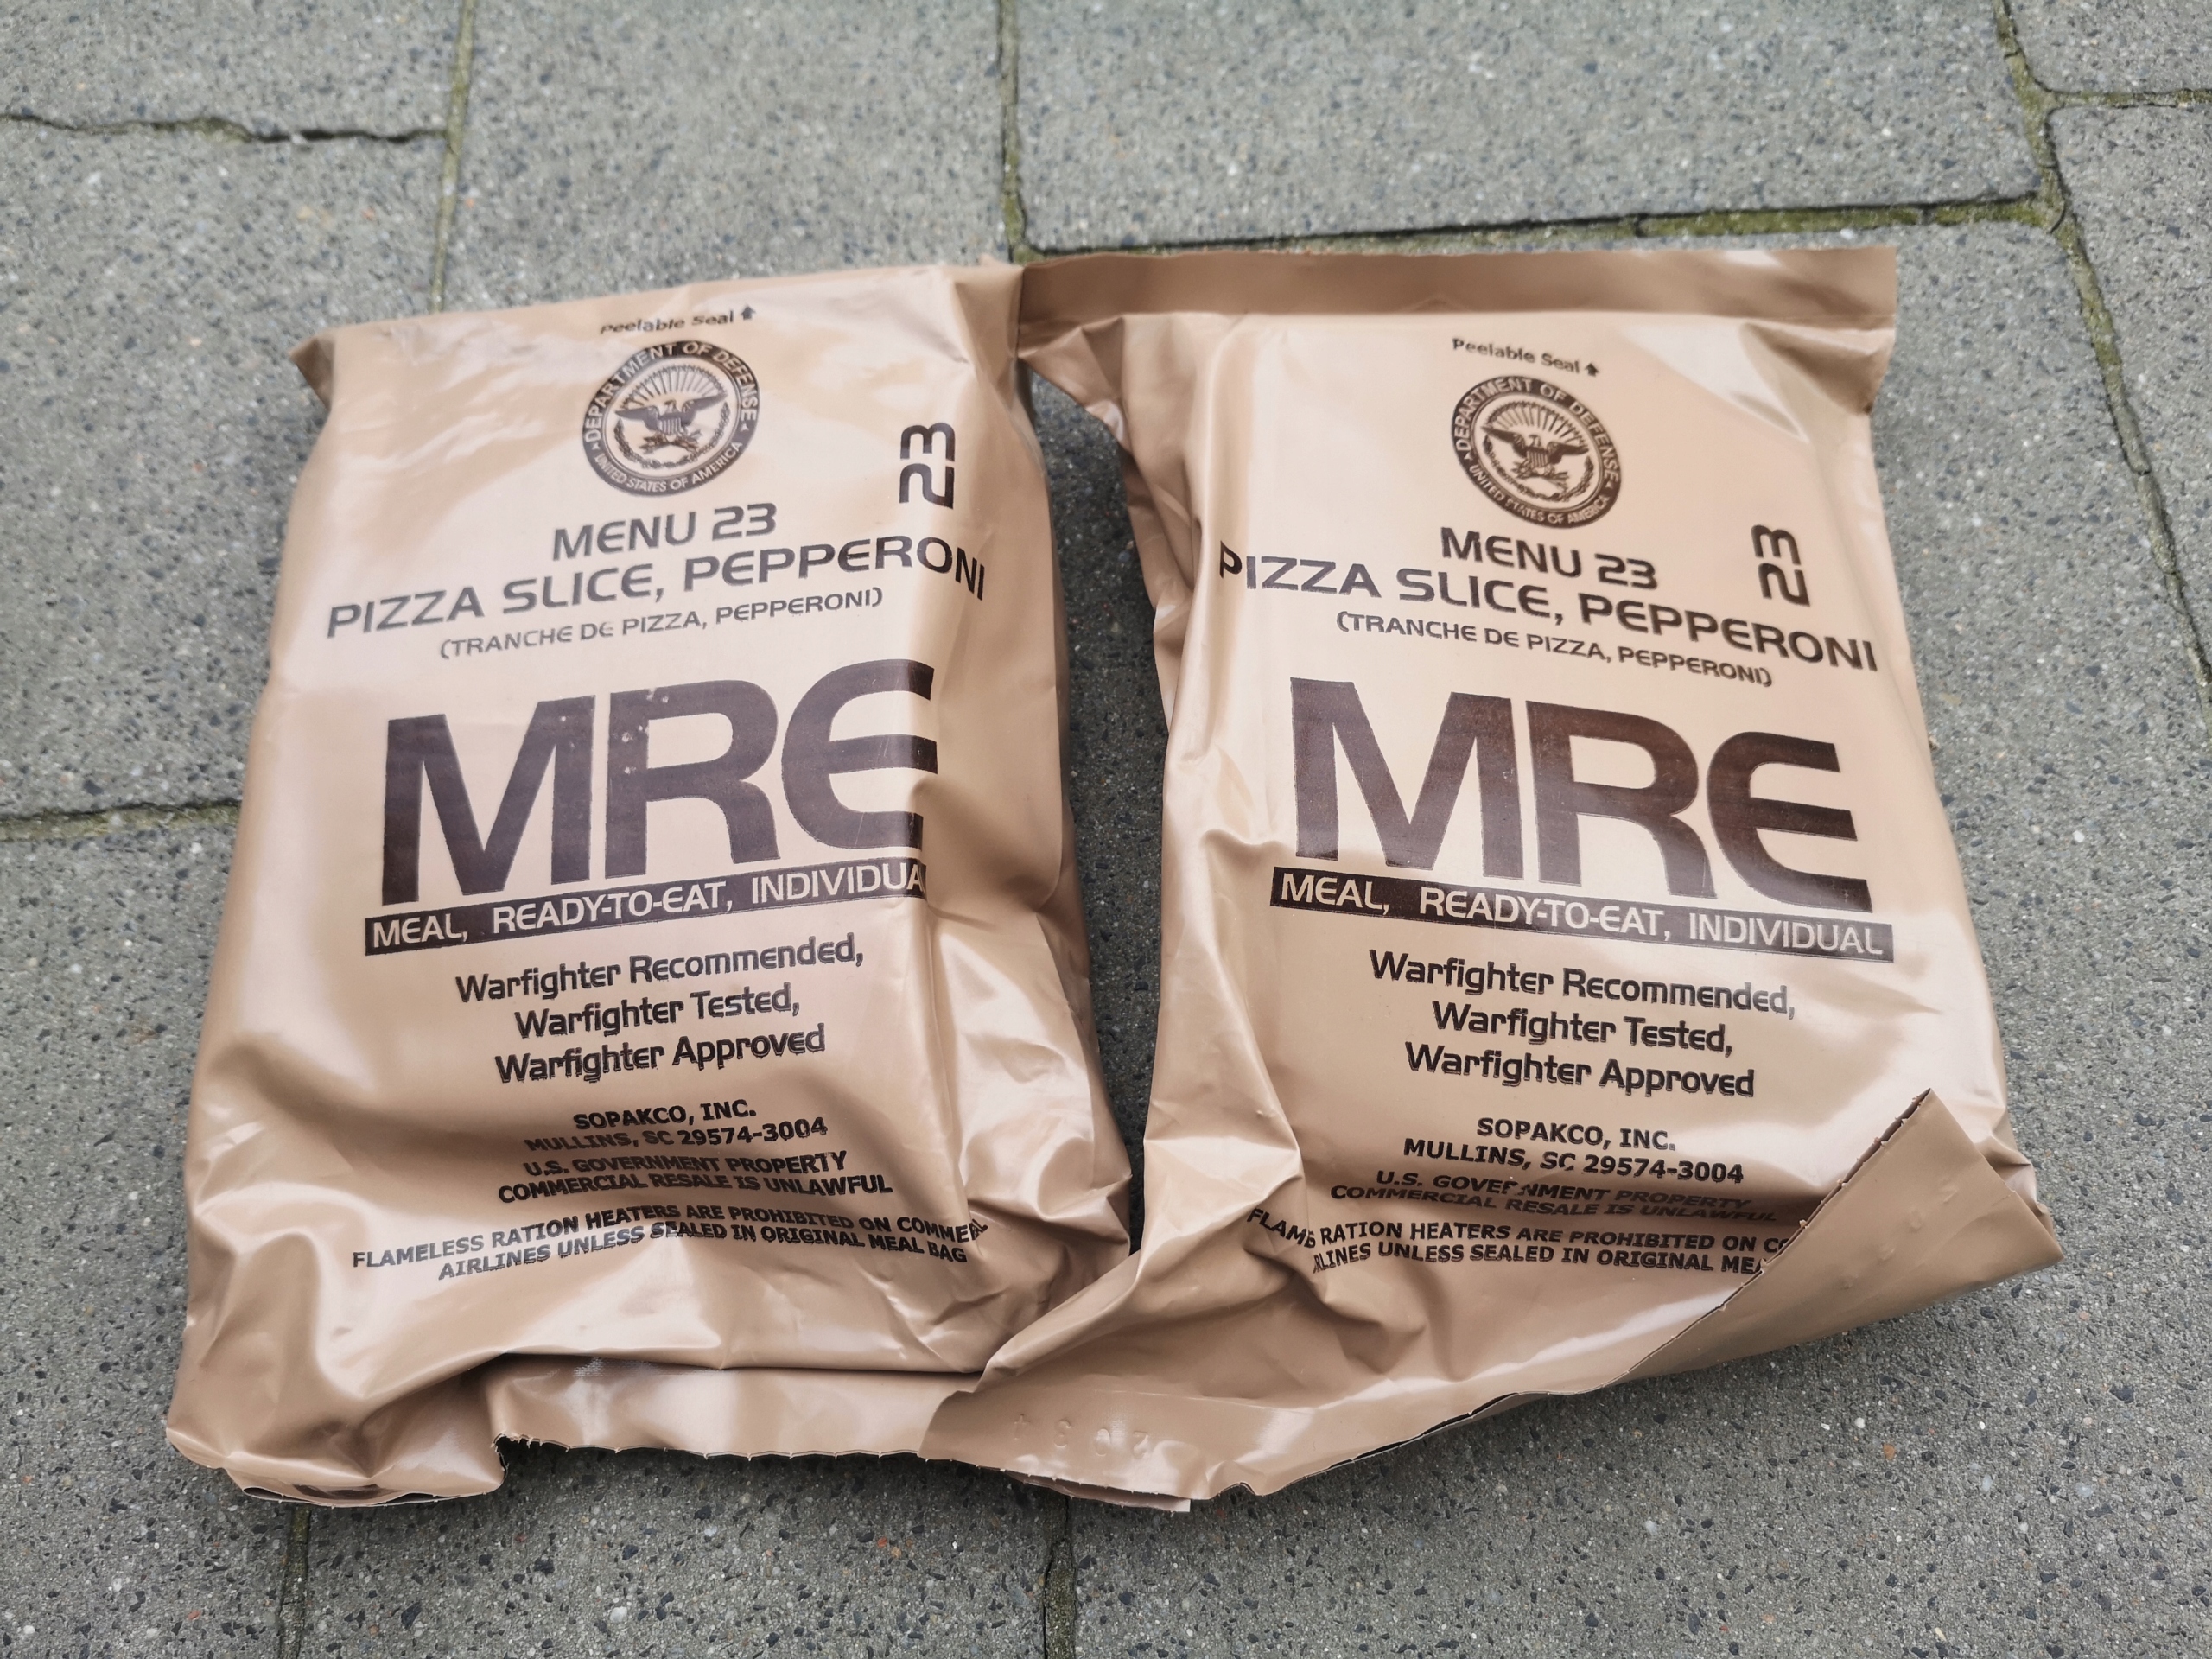 Peelable Seal
DEPARTMENT OF DEFENSE
UNITED STATES OF AMERICA
23
MENU 23
PIZZA SLICE, PEPPERONI
(TRANCHE DE PIZZA, PEPPERONI)
MRE
MEAL, READY-TO-EAT, INDIVIDUA
Warfighter Recommended,
Warfighter Tested,
Warfighter Approved
SOPAKCO, INC.
MULLINS, SC 29574-3004
U.S. GOVERNMENT PROPERTY
COMMERCIAL RESALE IS UNLAWFUL
FLAMELESS RATION HEATERS ARE PROHIBITED ON
AIRLINES UNLESS SEALED IN ORIGINAL MEAL BAG
Peelable Seal
DEPARTMENT OF DEFENSE
UNITED STATES OF AMERICA
23
MENU 23
PIZZA SLICE, PEPPERONI
(TRANCHE DE PIZZA, PEPPERONI)
MRE
MEAL, READY-TO-EAT, INDIVIDUAL
Warfighter Recommended,
Warfighter Tested,
Warfighter Approved
SOPAKCO, INC.
MULLINS, SC 29574-3004
U.S. GOVERNMENT PROPERTY
COMMERCIAL RESALE IS UNLAWFUL
RATION HEATERS ARE PROHIBITED ON
UNLESS SEALED IN ORIGINAL